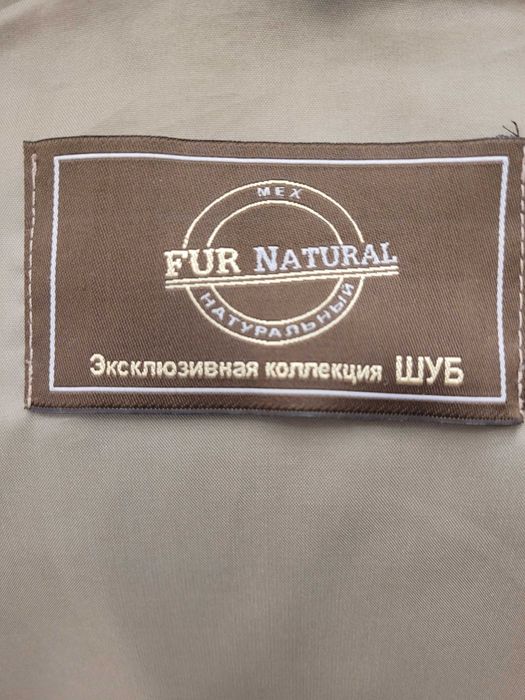 МЕХ
FUR NATURAL
НАТУРАЛЬНЫЙ
Эксклюзивная коллекция ШУБ